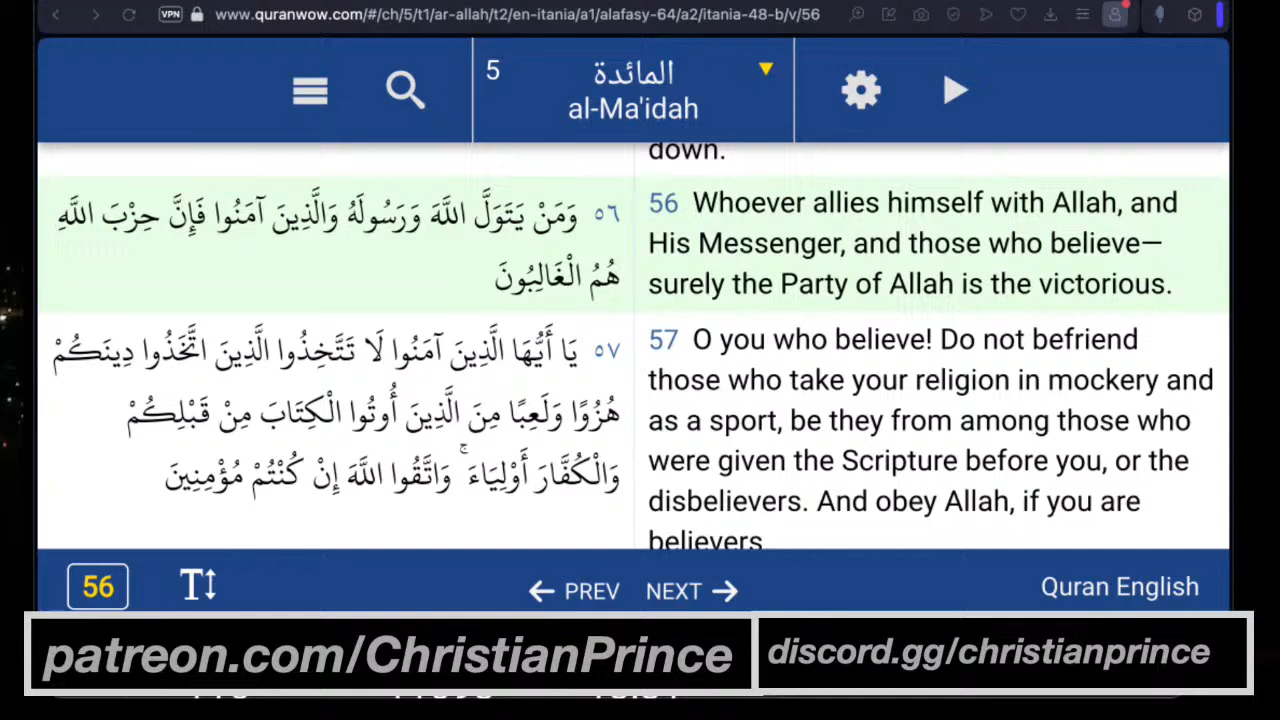 VPN www.quranwow.com/#/ch/5/t1/ar-allah/t2/en-itania/a1/alafasy-64/a2/itania-48-b/v/56
5
المائدة
al-Ma'idah
down.
٥٦ وَمَنْ يَتَوَلَّ اللَّهَ وَرَسُولَهُ وَالَّذِينَ آمَنُوا فَإِنَّ حِزْبَ اللَّهِ
هُمُ الْغَالِبُونَ
56 Whoever allies himself with Allah, and
His Messenger, and those who believe—
surely the Party of Allah is the victorious.
٥٧ يَا أَيُّهَا الَّذِينَ آمَنُوا لَا تَتَّخِذُوا الَّذِينَ اتَّخَذُوا دِينَكُمْ
هُزُوًا وَلَعِبًا مِنَ الَّذِينَ أُوتُوا الْكِتَابَ مِنْ قَبْلِكُمْ
وَالْكُفَّارَ أَوْلِيَاءَ ۚ وَاتَّقُوا اللَّهَ إِنْ كُنْتُمْ مُؤْمِنِينَ
57 O you who believe! Do not befriend
those who take your religion in mockery and
as a sport, be they from among those who
were given the Scripture before you, or the
disbelievers. And obey Allah, if you are
believers
56
T
PREV
NEXT
Quran English
patreon.com/ChristianPrince
discord.gg/christianprince